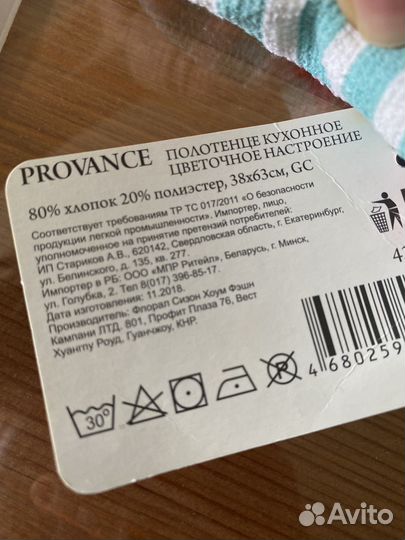 PROVANCE
ПОЛОТЕНЦЕ КУХОННОЕ
ЦВЕТОЧНОЕ НАСТРОЕНИЕ
80% хлопок 20% полиэстер, 38х63см, GC
Соответствует требованиям ТР ТС 017/2011 «О безопасности
продукции легкой промышленности». Импортер, лицо,
уполномоченное на принятие претензий потребителей:
ИП Стариков А.В., 620142, Свердловская область, г. Екатеринбург,
ул. Белинского, д. 135, кв. 277.
Импортер в РБ: ООО «МПР Ритейл», Беларусь, г. Минск,
ул. Голубка, 2. Тел 8(017) 396-85-17.
Дата изготовления: 11.2018.
Производитель: Флорал Сизон Хоум Фэшн
Кампани ЛТД. 801, Профит Плаза 76, Вест
Хуангпу Роуд, Гуанчжоу, КНР.
30°
4 680259
Avito